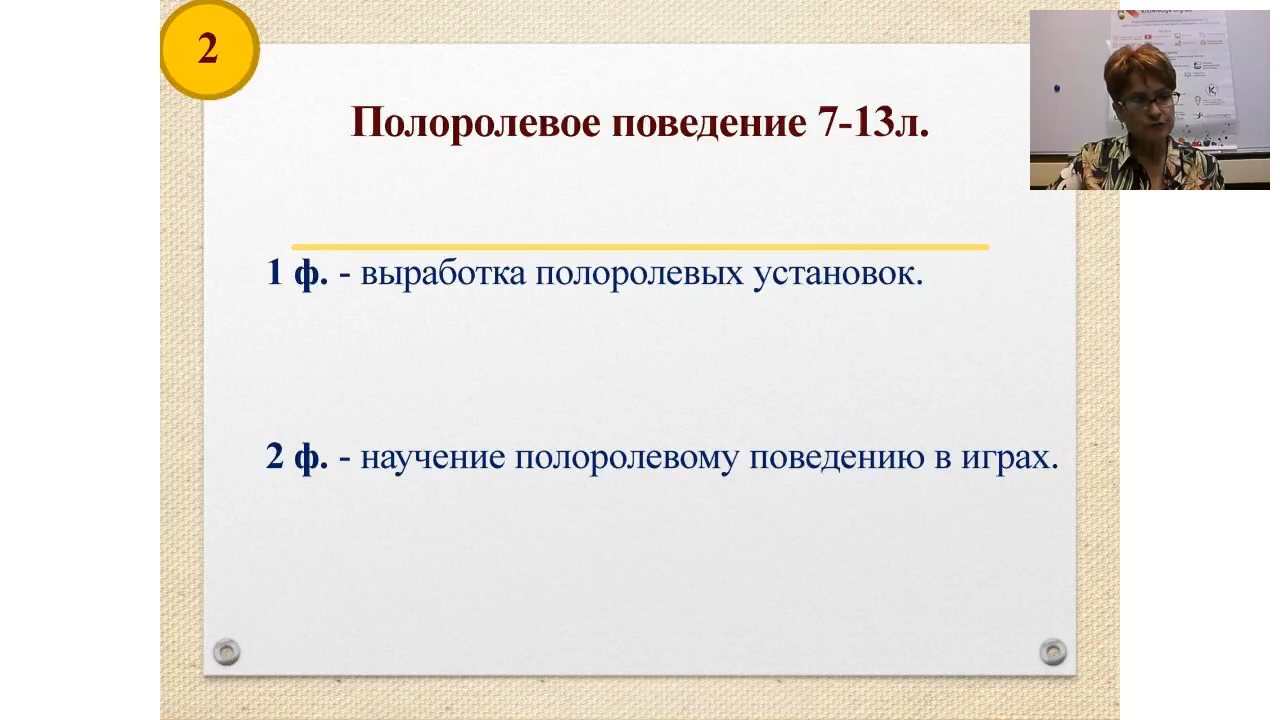 2
Полоролевое поведение 7-13л.
1 ф. - выработка полоролевых установок.
2 ф. - научение полоролевому поведению в играх.